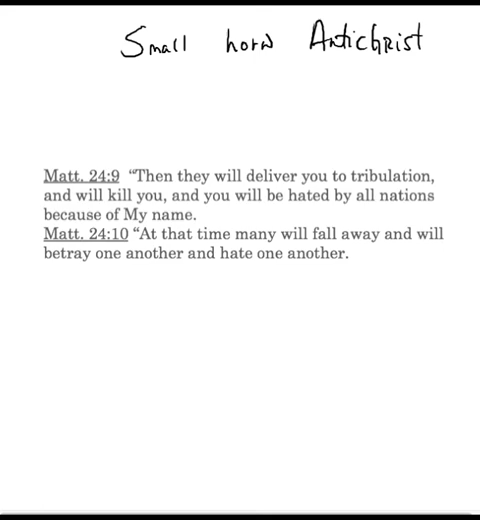 Small horn Antichrist
Matt. 24:9 “Then they will deliver you to tribulation,
and will kill you, and you will be hated by all nations
because of My name.
Matt. 24:10 “At that time many will fall away and will
betray one another and hate one another.